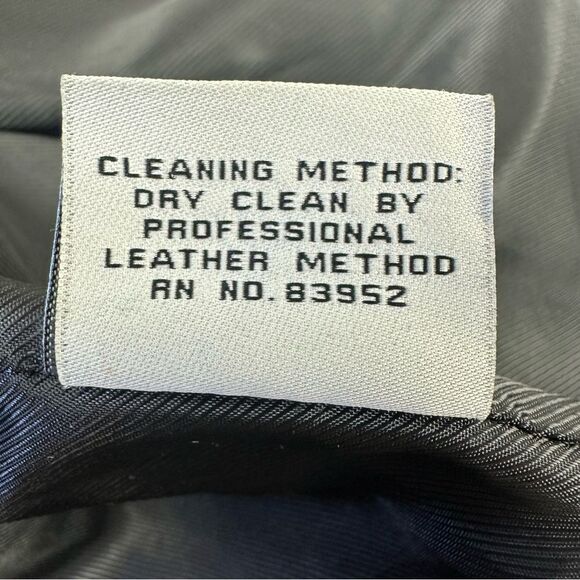 CLEANING METHOD:
DRY CLEAN BY
PROFESSIONAL
LEATHER METHOD
RN NO. 83952